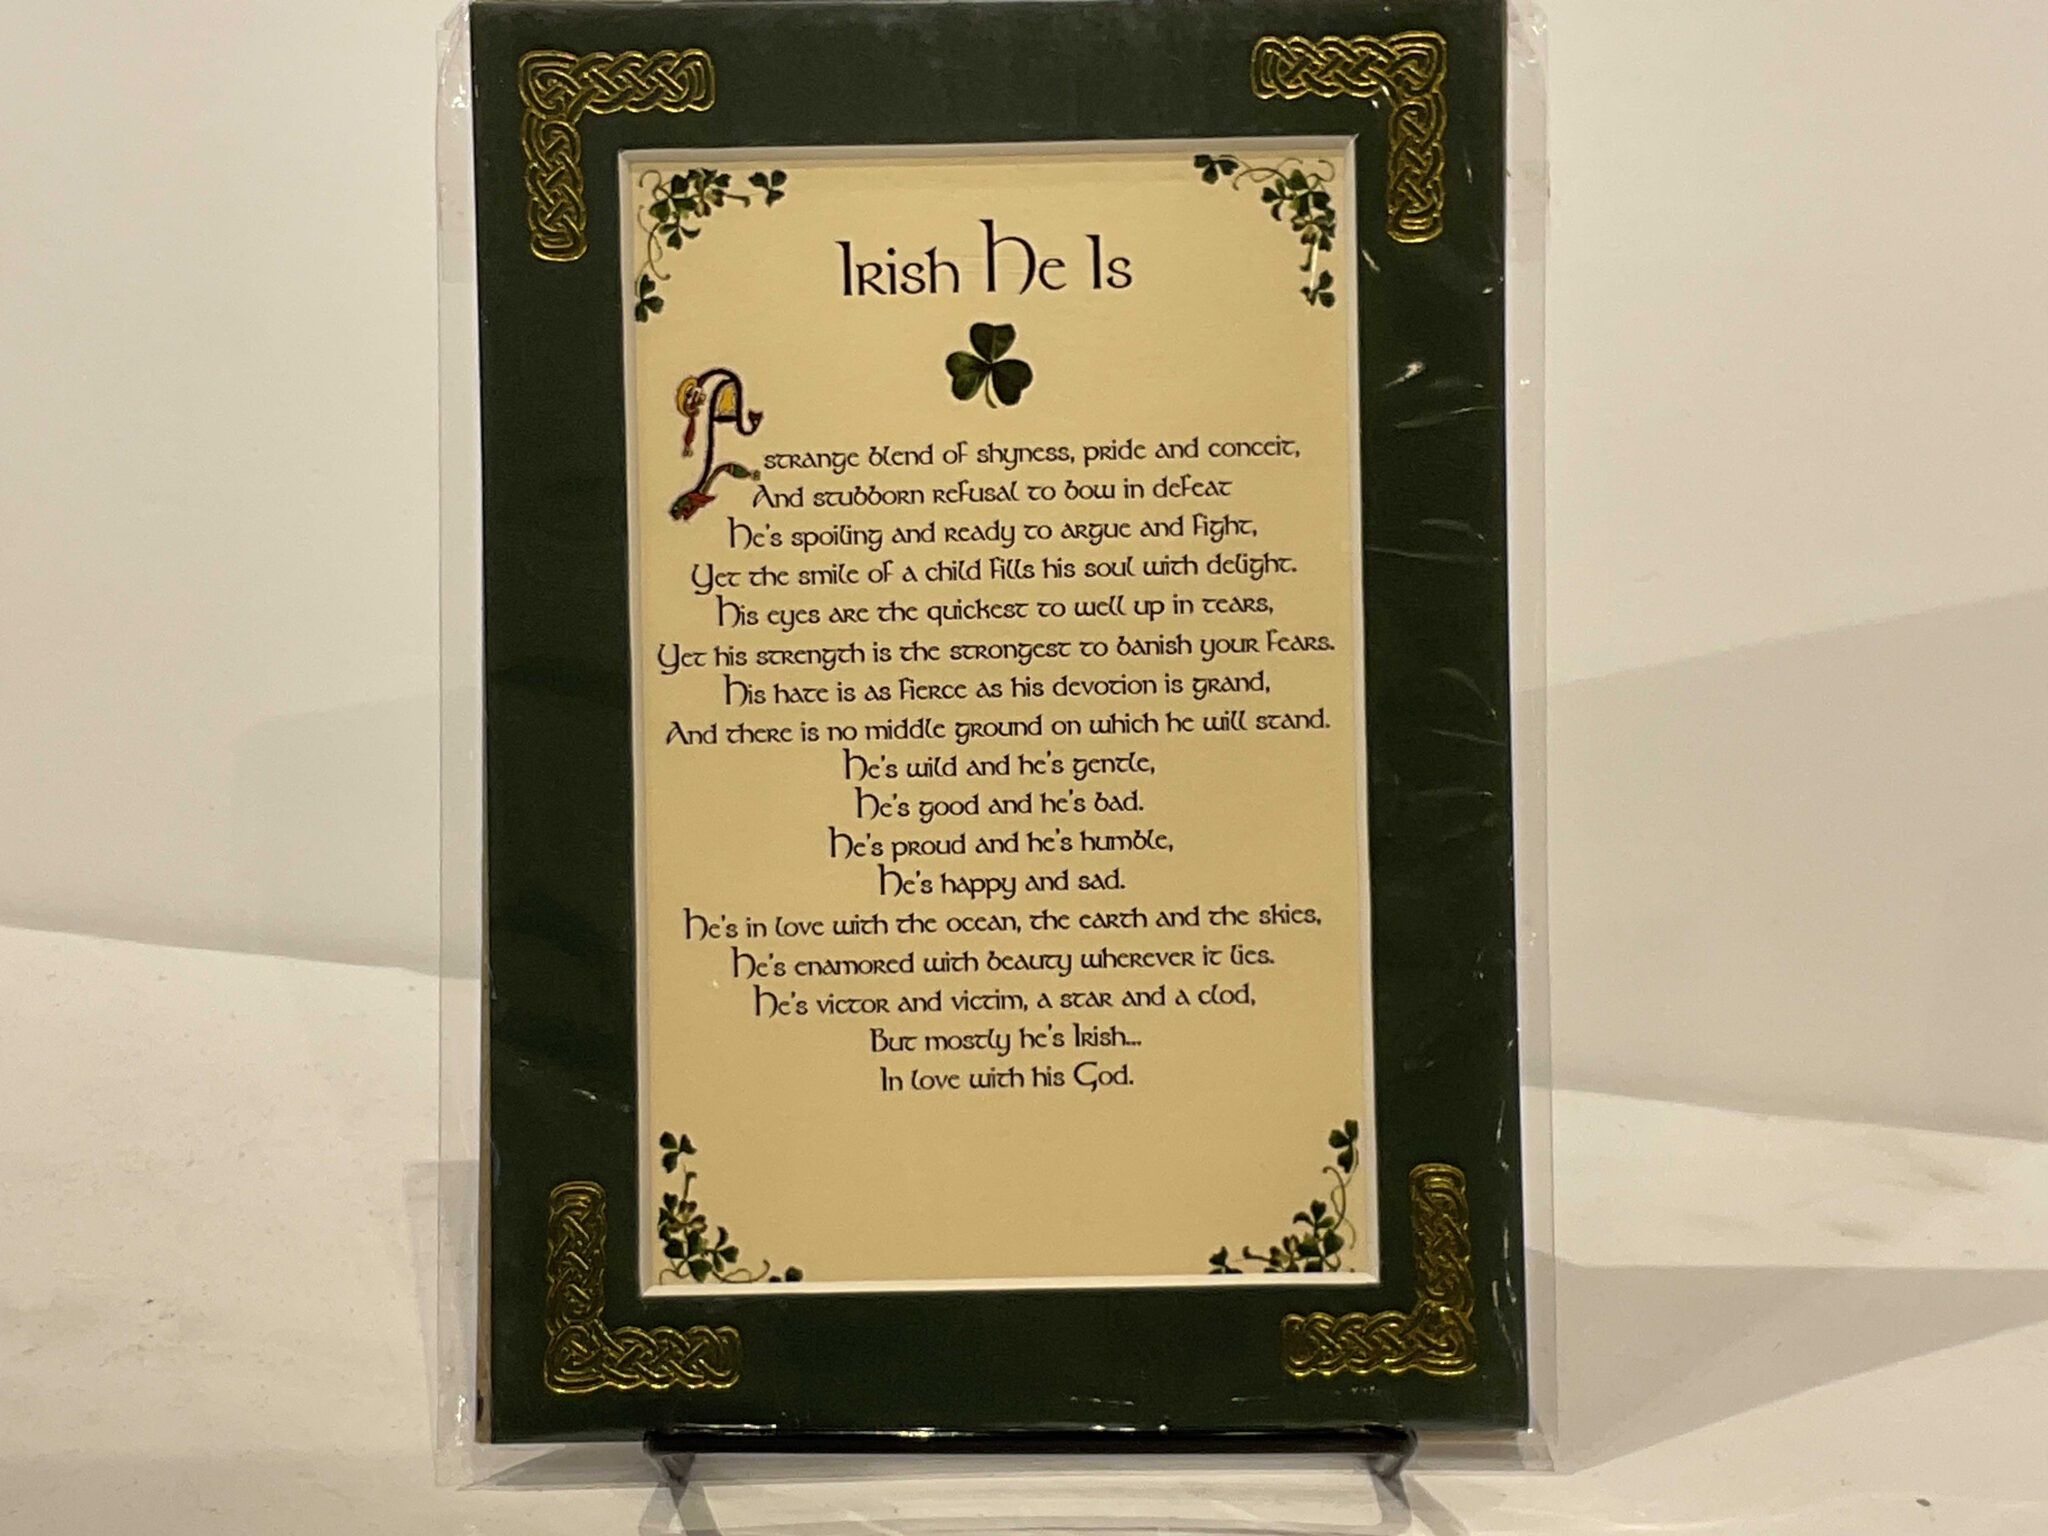 Irish He Is
A strange blend of shyness, pride and conceit,
And stubborn refusal to bow in defeat
He's spoiling and ready to argue and fight,
Yet the smile of a child fills his soul with delight.
His eyes are the quickest to well up in tears,
Yet his strength is the strongest to banish your fears.
His hate is as fierce as his devotion is grand,
And there is no middle ground on which he will stand.
He's wild and he's gentle,
He's good and he's bad.
He's proud and he's humble,
He's happy and sad.
He's in love with the ocean, the earth and the skies,
He's enamored with beauty wherever it lies.
He's victor and victim, a star and a clod,
But mostly he's Irish...
In love with his God.